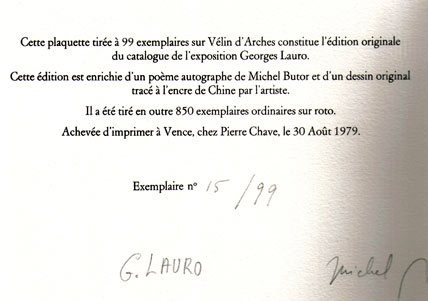 Cette plaquette tirée à 99 exemplaires sur Vélin d'Arches constitue l'édition originale
du catalogue de l'exposition Georges Lauro.
Cette édition est enrichie d'un poème autographe de Michel Butor et d'un dessin original
tracé à l'encre de Chine par l'artiste.
Il a été tiré en outre 850 exemplaires ordinaires sur roto.
Achevée d'imprimer à Vence, chez Pierre Chave, le 30 Août 1979.
Exemplaire nº 15/99
G. LAURO
Michel